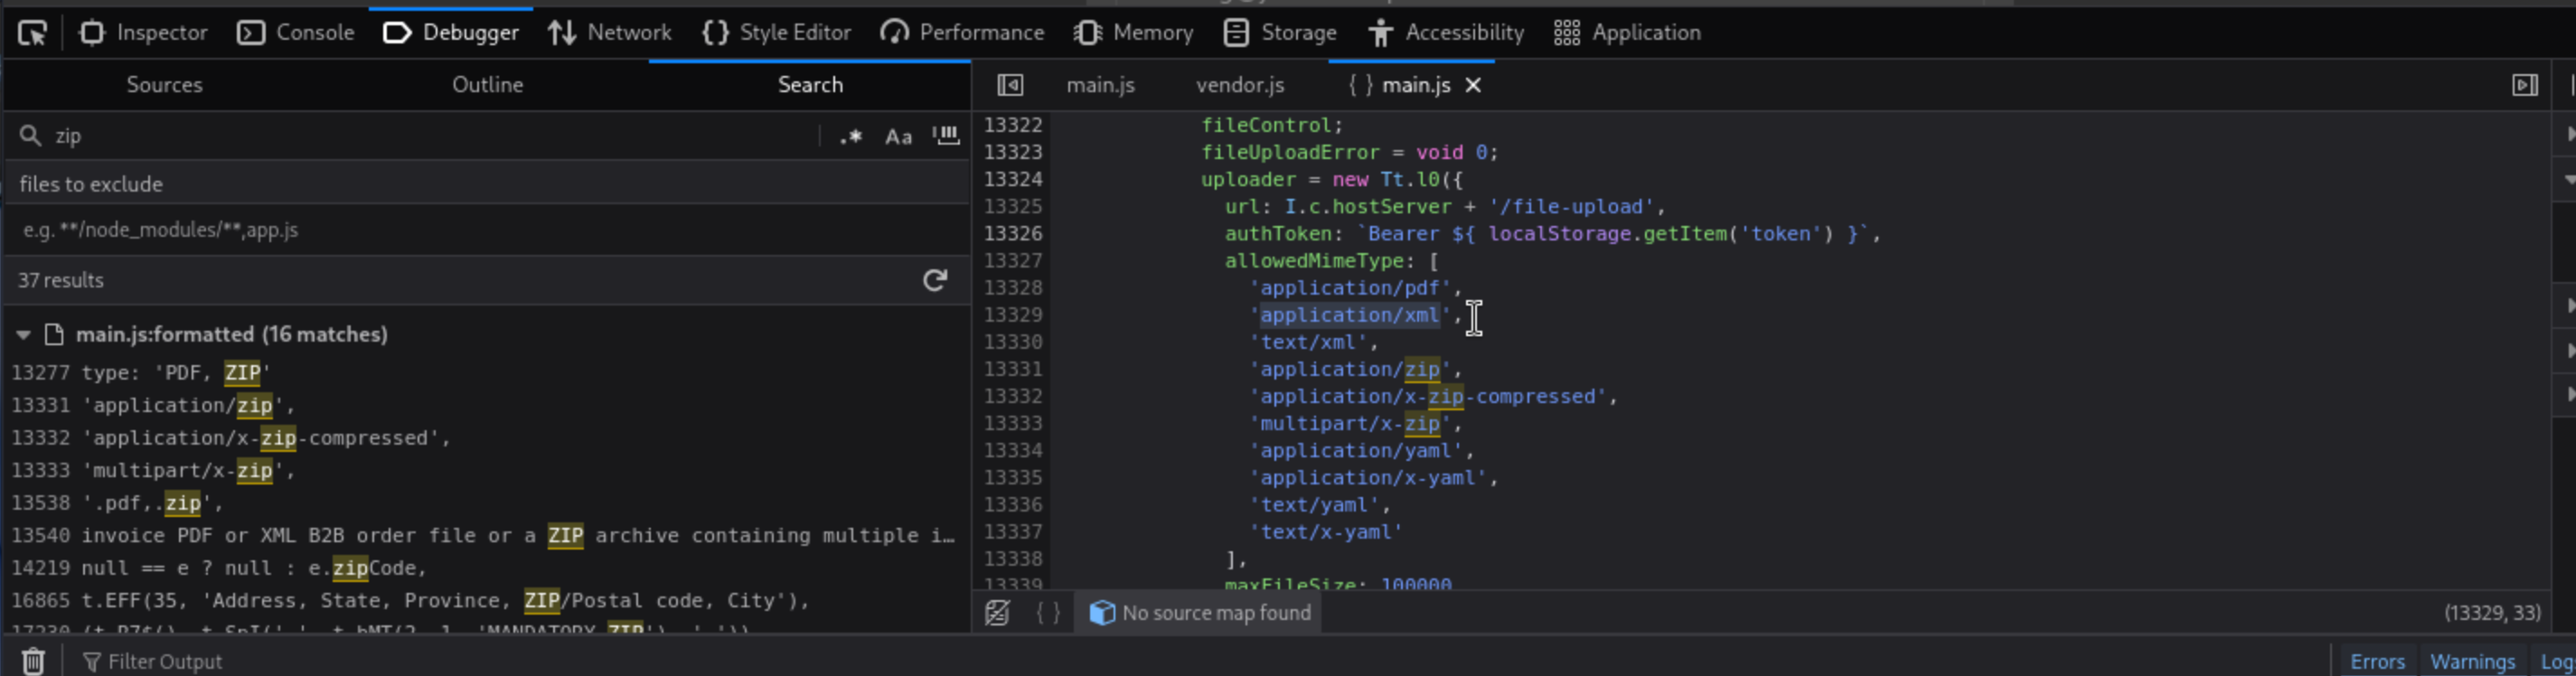 Inspector Console Debugger Network Style Editor Performance Memory Storage Accessibility Application
Sources Outline Search
main.js vendor.js { } main.js
zip .* Aa
files to exclude
e.g. **/node_modules/**,app.js
37 results
main.js:formatted (16 matches)
13277 type: 'PDF, ZIP'
13331 'application/zip',
13332 'application/x-zip-compressed',
13333 'multipart/x-zip',
13538 '.pdf,.zip',
13540 invoice PDF or XML B2B order file or a ZIP archive containing multiple i…
14219 null == e ? null : e.zipCode,
16865 t.EFF(35, 'Address, State, Province, ZIP/Postal code, City'),
13322 fileControl;
13323 fileUploadError = void 0;
13324 uploader = new Tt.l0({
13325 url: I.c.hostServer + '/file-upload',
13326 authToken: `Bearer ${ localStorage.getItem('token') }`,
13327 allowedMimeType: [
13328 'application/pdf',
13329 'application/xml',
13330 'text/xml',
13331 'application/zip',
13332 'application/x-zip-compressed',
13333 'multipart/x-zip',
13334 'application/yaml',
13335 'application/x-yaml',
13336 'text/yaml',
13337 'text/x-yaml'
13338 ],
13339 maxFileSize: 100000
{ } No source map found (13329, 33)
Filter Output Errors Warnings Log